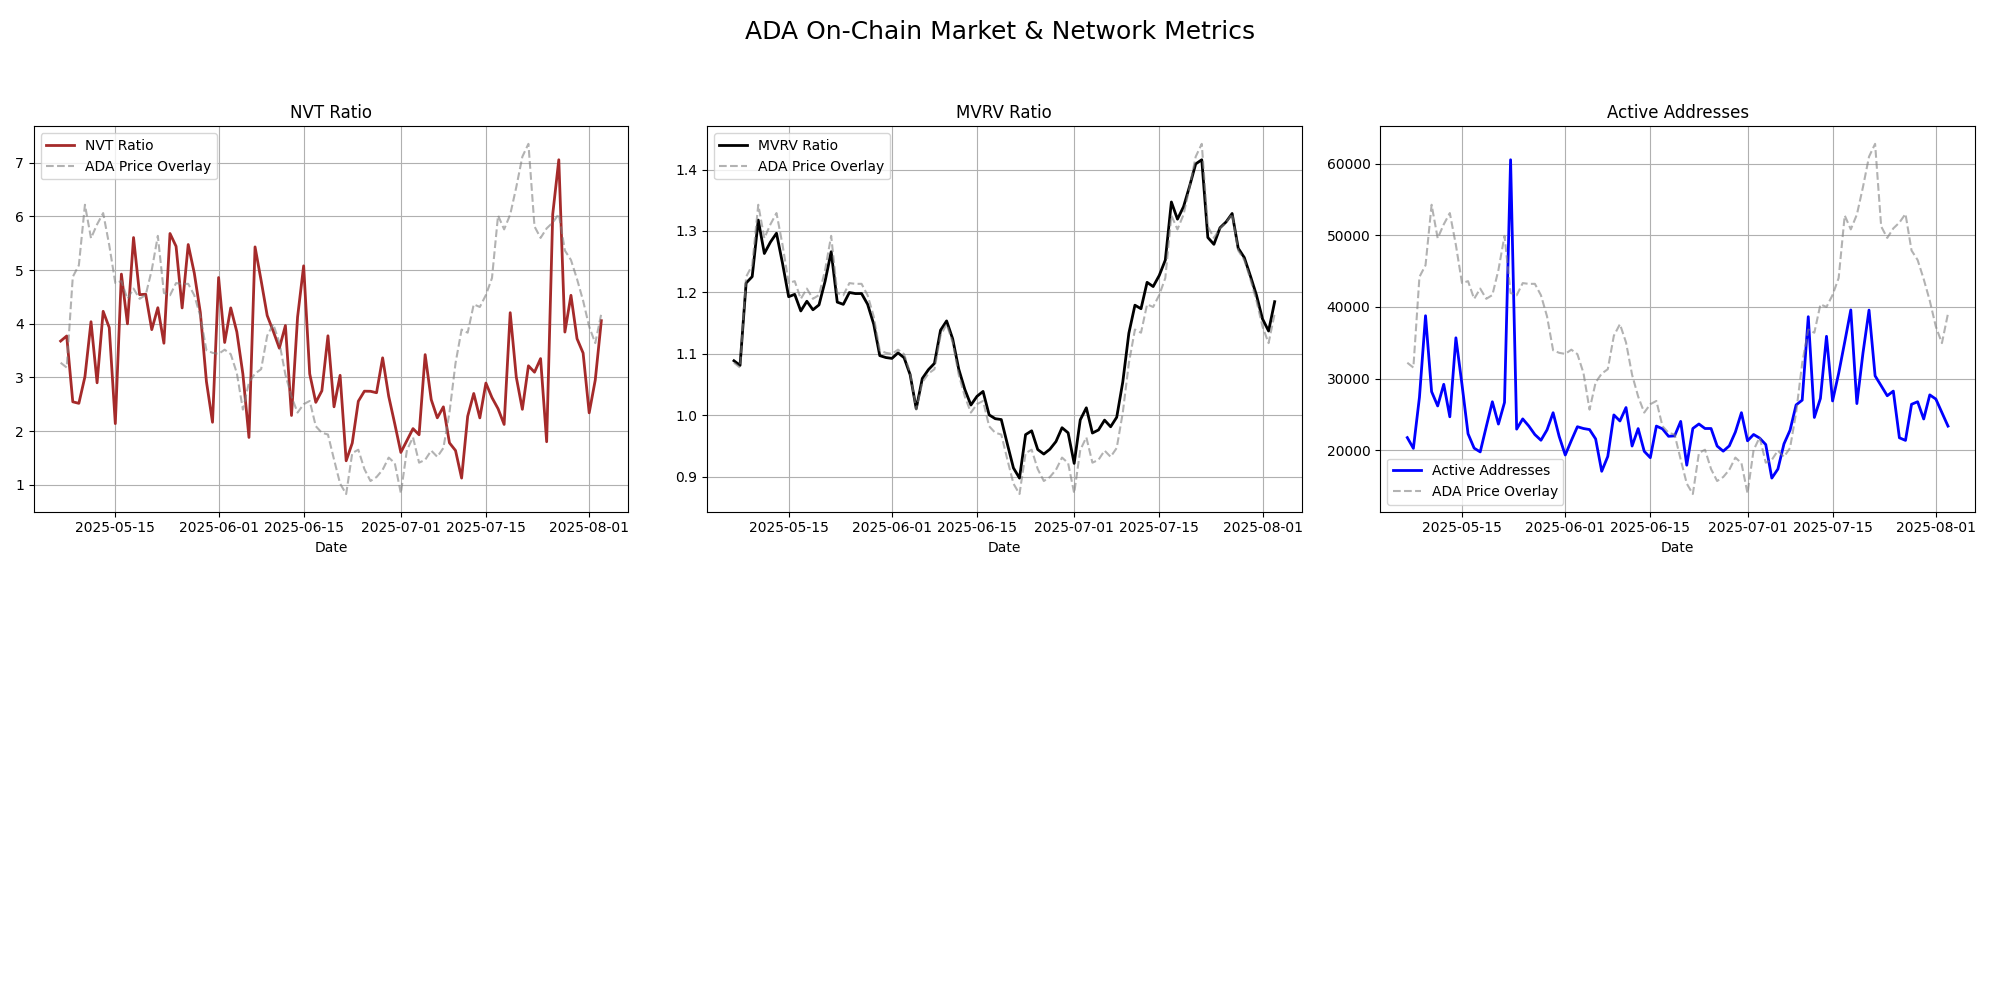 ADA On-Chain Market & Network Metrics
NVT Ratio
NVT Ratio
ADA Price Overlay
7
6
5
4
3
2
1
2025-05-15 2025-06-01 2025-06-15 2025-07-01 2025-07-15 2025-08-01
Date
MVRV Ratio
MVRV Ratio
ADA Price Overlay
1.4
1.3
1.2
1.1
1.0
0.9
2025-05-15 2025-06-01 2025-06-15 2025-07-01 2025-07-15 2025-08-01
Date
Active Addresses
60000
50000
40000
30000
20000
Active Addresses
ADA Price Overlay
2025-05-15 2025-06-01 2025-06-15 2025-07-01 2025-07-15 2025-08-01
Date